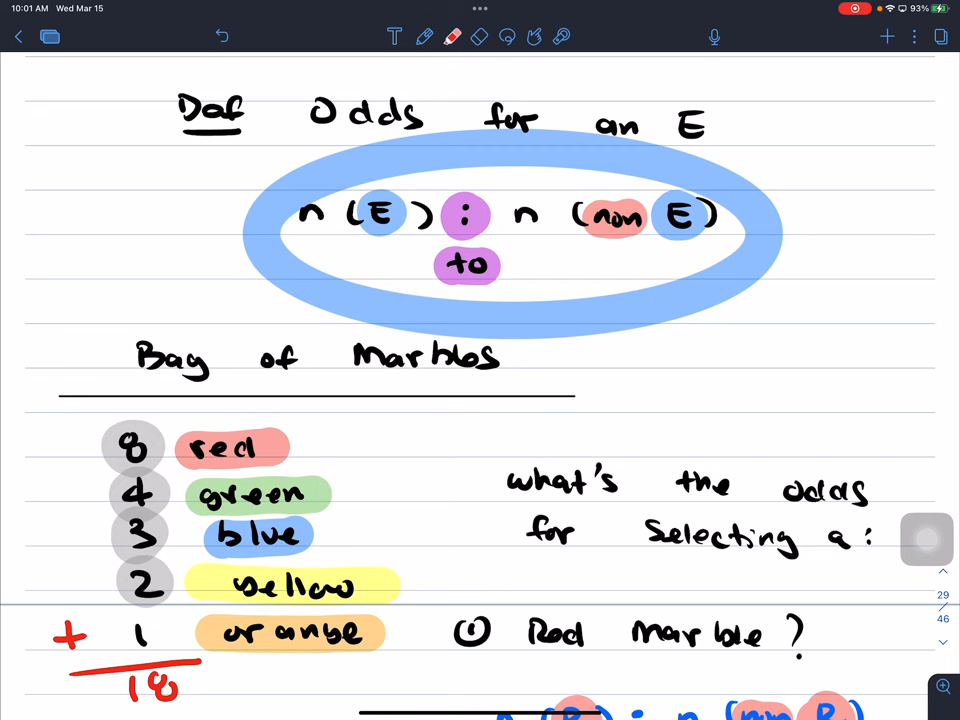 10:01 AM Wed Mar 15
93%
Def Odds for an E
n (E) : n (non E)
to
Bag of Marbles
8 red
4 green
3 blue
2 yellow
+ 1 orange
18
what's the odds
for selecting a:
① Red Marble?
n (R) : n (non R)
29
46